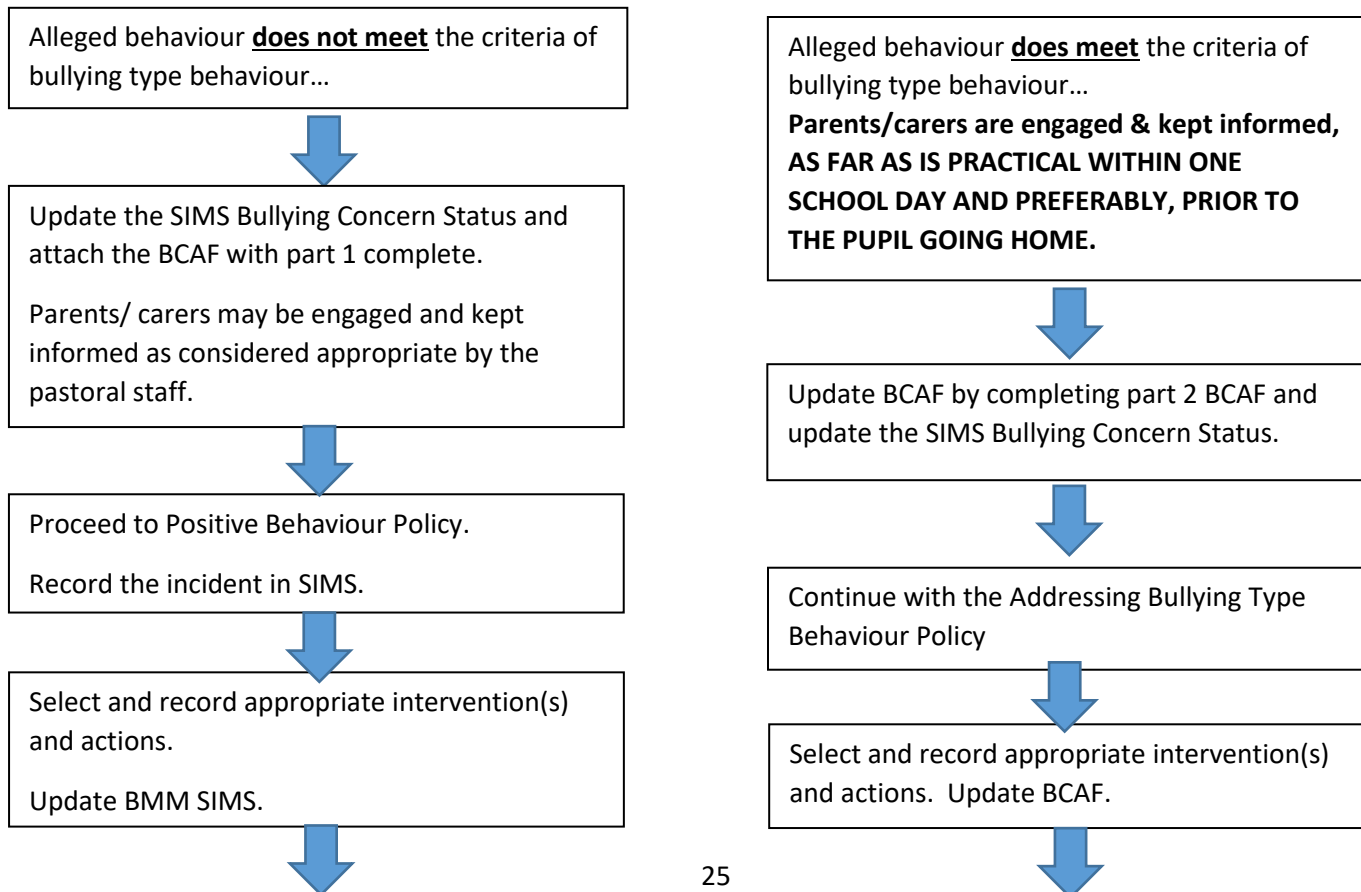 Alleged behaviour does not meet the criteria of
bullying type behaviour…
Update the SIMS Bullying Concern Status and
attach the BCAF with part 1 complete.
Parents/ carers may be engaged and kept
informed as considered appropriate by the
pastoral staff.
Proceed to Positive Behaviour Policy.
Record the incident in SIMS.
Select and record appropriate intervention(s)
and actions.
Update BMM SIMS.
Alleged behaviour does meet the criteria of
bullying type behaviour…
Parents/carers are engaged & kept informed,
AS FAR AS IS PRACTICAL WITHIN ONE
SCHOOL DAY AND PREFERABLY, PRIOR TO
THE PUPIL GOING HOME.
Update BCAF by completing part 2 BCAF and
update the SIMS Bullying Concern Status.
Continue with the Addressing Bullying Type
Behaviour Policy
Select and record appropriate intervention(s)
and actions.  Update BCAF.
25